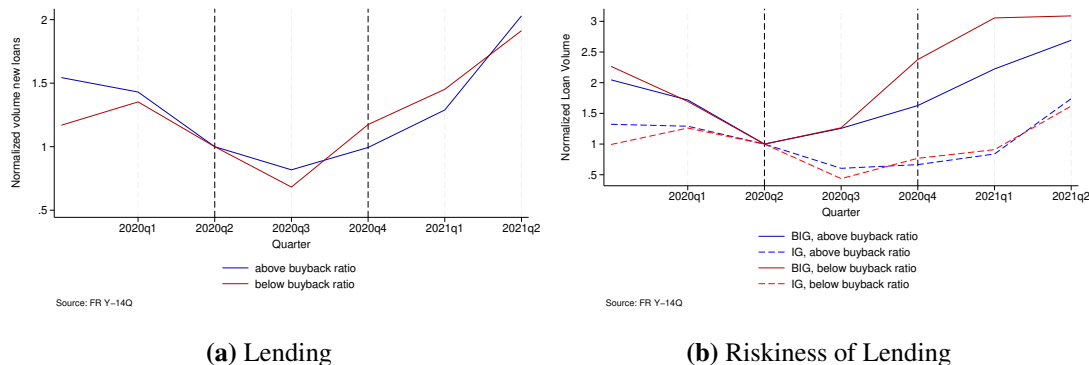 Normalized volume new loans
2
1.5
1
.5
2020q1 2020q2 2020q3 2020q4 2021q1 2021q2
Quarter
above buyback ratio
below buyback ratio
Source: FR Y−14Q
(a) Lending
Normalized Loan Volume
3
2.5
2
1.5
1
.5
2020q1 2020q2 2020q3 2020q4 2021q1 2021q2
Quarter
BIG, above buyback ratio
IG, above buyback ratio
BIG, below buyback ratio
IG, below buyback ratio
Source: FR Y−14Q
(b) Riskiness of Lending